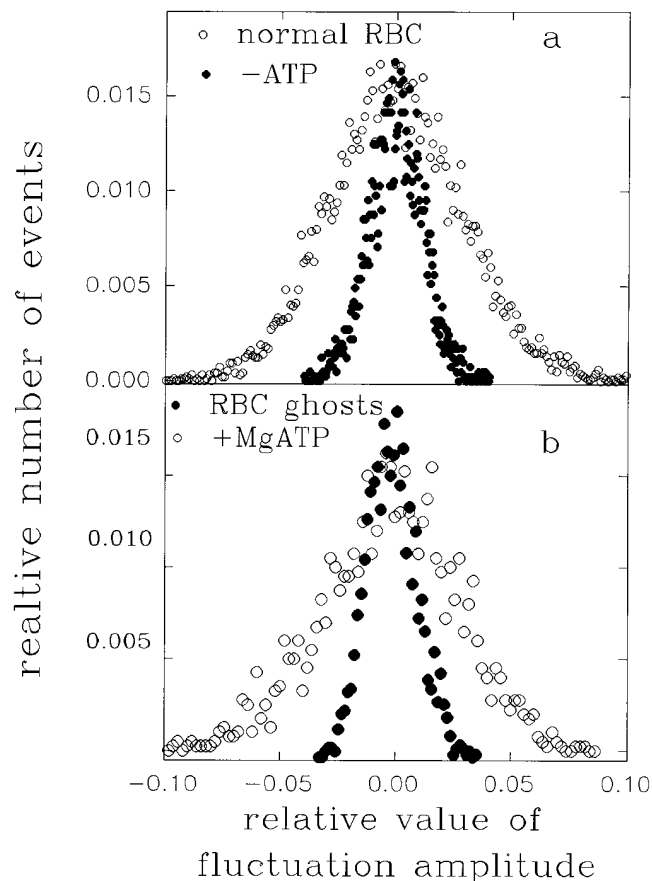 normal RBC
a
−ATP
0.015
0.010
0.005
0.000
RBC ghosts
+MgATP
b
0.015
0.010
0.005
−0.10
−0.05
0.00
0.05
0.10
relative value of
fluctuation amplitude
realtive number of events